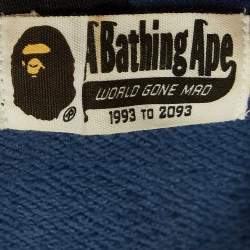 A Bathing Ape
WORLD GONE MAD
1993 TO 2093